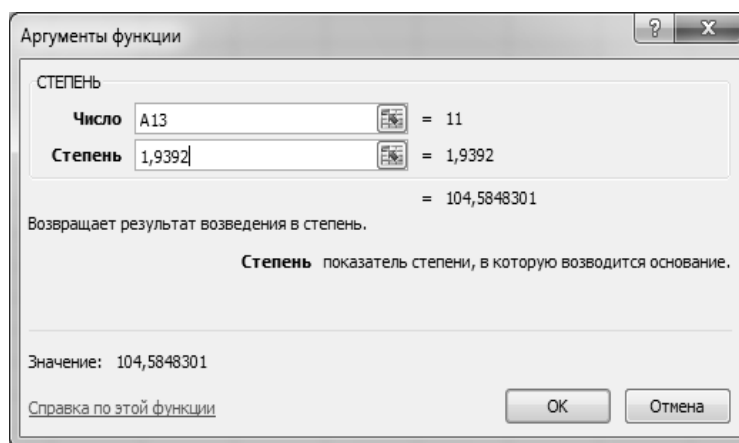 Аргументы функции
СТЕПЕНЬ
Число A13 = 11
Степень 1,9392 = 1,9392
= 104,5848301
Возвращает результат возведения в степень.
Степень показатель степени, в которую возводится основание.
Значение: 104,5848301
Справка по этой функции ОК Отмена